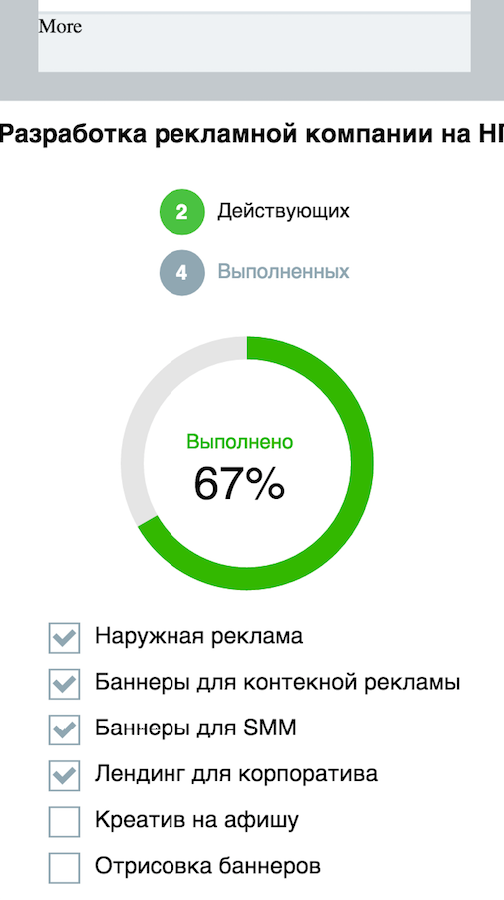 More
Разработка рекламной компании на НГ
2 Действующих
4 Выполненных
Выполнено
67%
Наружная реклама
Баннеры для контекной рекламы
Баннеры для SMM
Лендинг для корпоратива
Креатив на афишу
Отрисовка баннеров